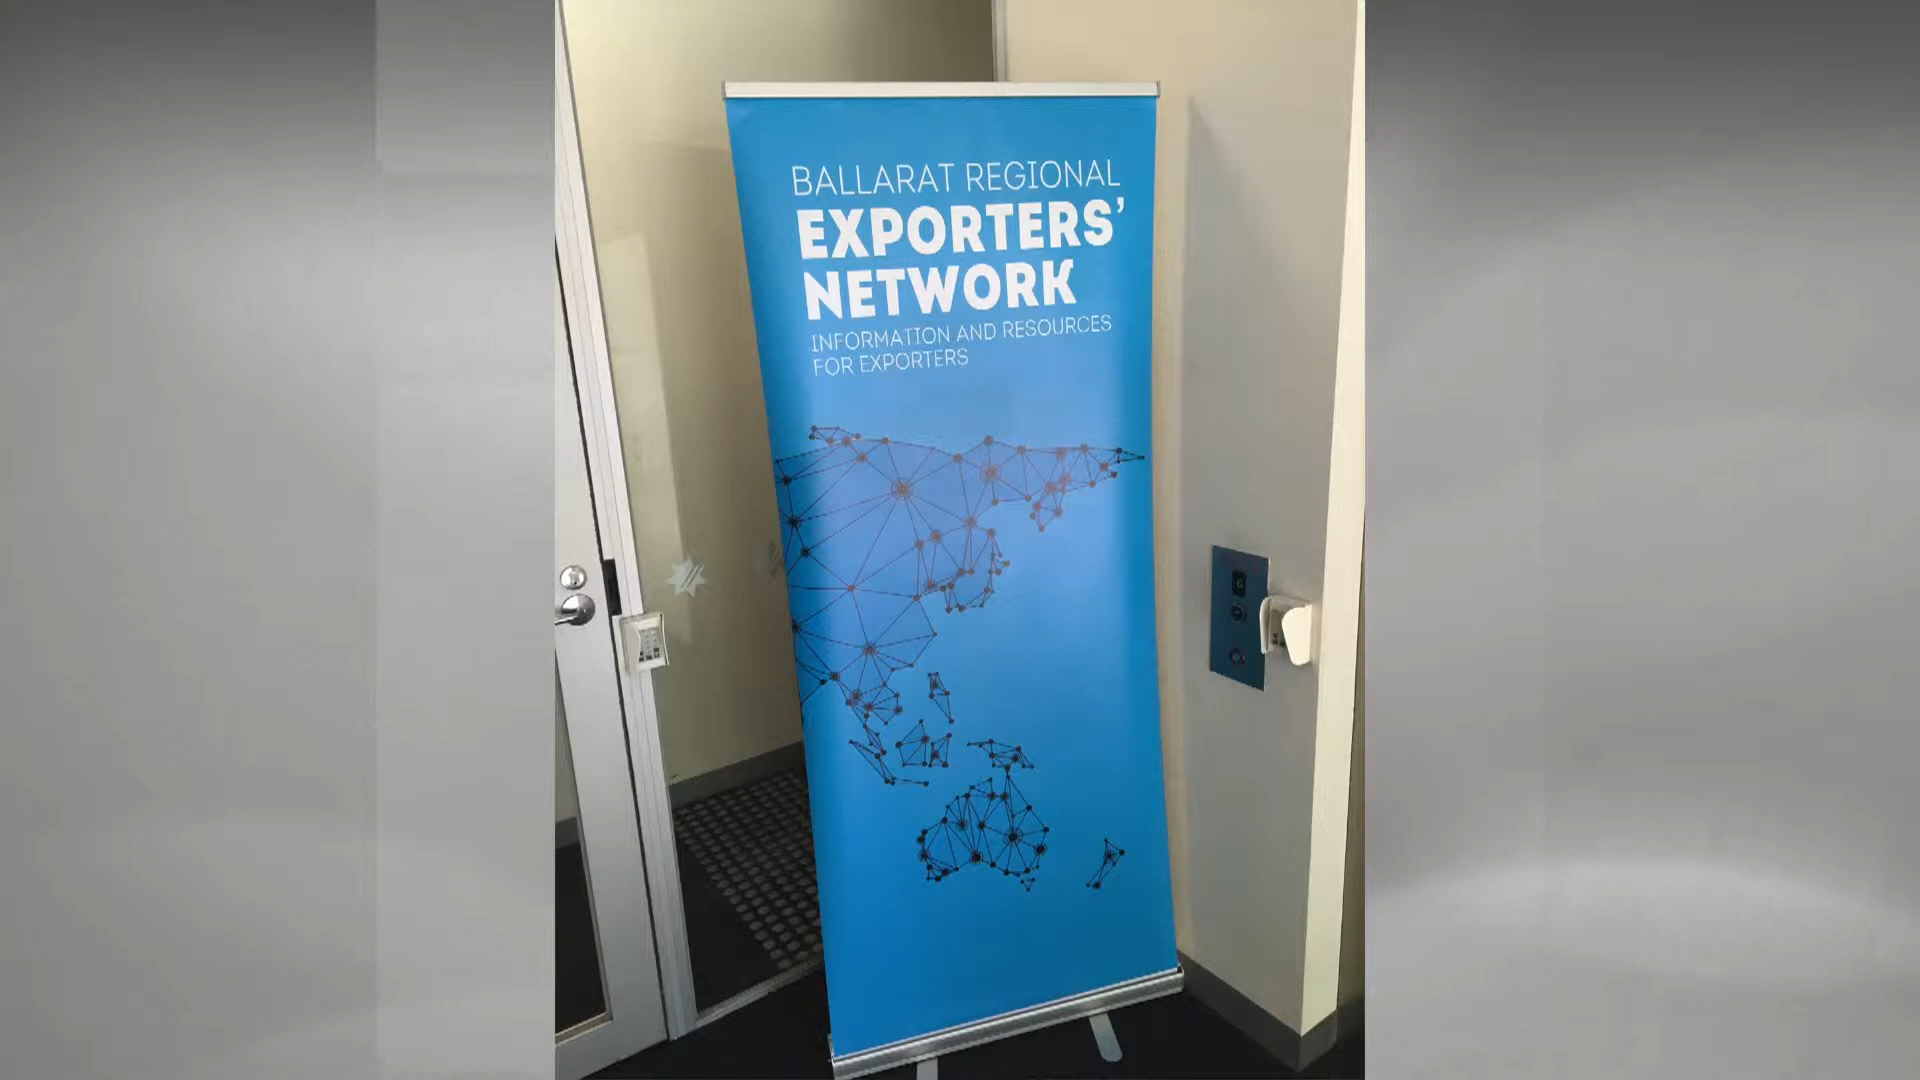 BALLARAT REGIONAL
EXPORTERS’
NETWORK
INFORMATION AND RESOURCES
FOR EXPORTERS